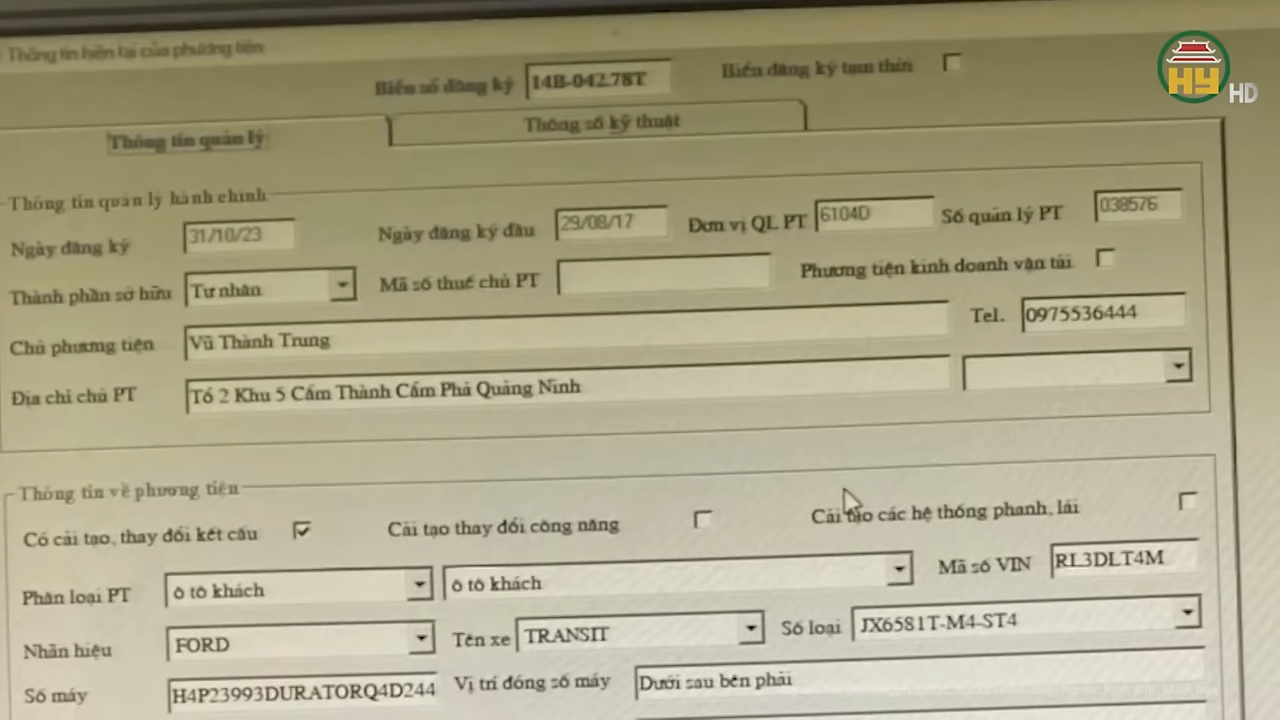 Thông tin hiện tại của phương tiện
Biển số đăng ký 14B-042.78T Biển đăng ký tạm thời
Thông tin quản lý Thông số kỹ thuật
Thông tin quản lý hành chính
Ngày đăng ký 31/10/23 Ngày đăng ký đầu 29/08/17 Đơn vị QL PT 6104D Số quản lý PT 038576
Thành phần sở hữu Tư nhân Mã số thuế chủ PT Phương tiện kinh doanh vận tải
Chủ phương tiện Vũ Thành Trung Tel. 0975536444
Địa chỉ chủ PT Tổ 2 Khu 5 Cẩm Thành Cẩm Phả Quảng Ninh
Thông tin về phương tiện
Có cải tạo, thay đổi kết cấu Cải tạo thay đổi công năng Cải tạo các hệ thống phanh, lái
Phân loại PT ô tô khách ô tô khách Mã số VIN RL3DLT4M
Nhãn hiệu FORD Tên xe TRANSIT Số loại JX6581T-M4-ST4
Số máy H4P23993DURATORQ4D244 Vị trí đóng số máy Dưới sau bên phải
HY HD